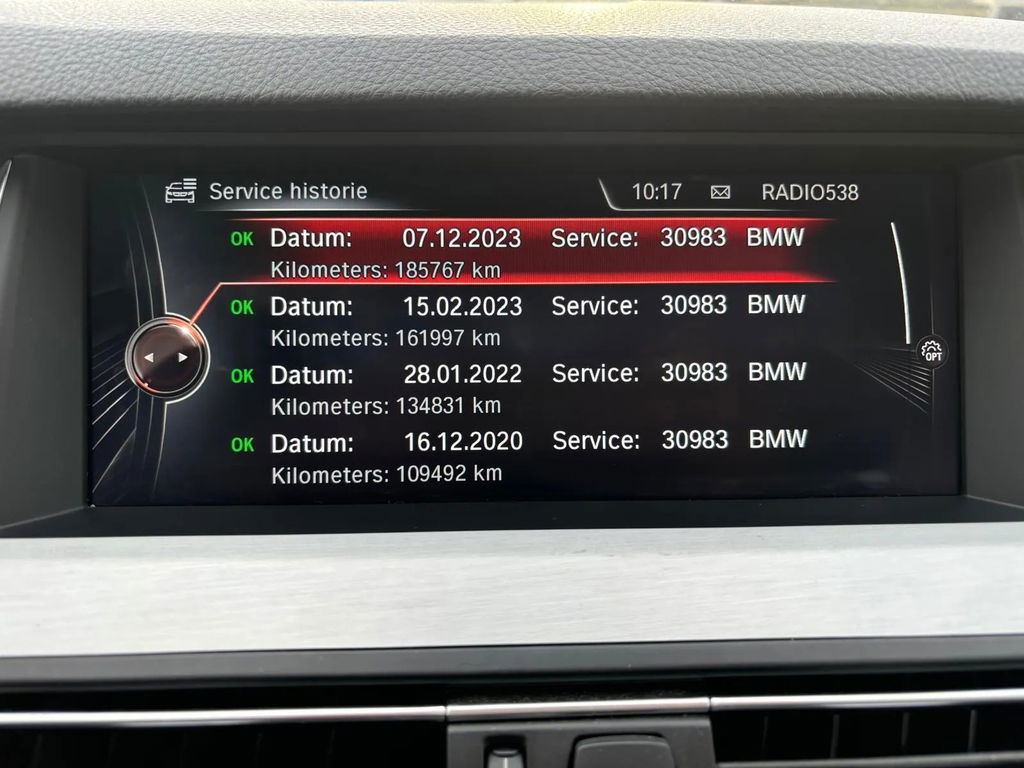 Service historie 10:17 RADIO538
OK Datum: 07.12.2023 Service: 30983 BMW
Kilometers: 185767 km
OK Datum: 15.02.2023 Service: 30983 BMW
Kilometers: 161997 km
OPT
OK Datum: 28.01.2022 Service: 30983 BMW
Kilometers: 134831 km
OK Datum: 16.12.2020 Service: 30983 BMW
Kilometers: 109492 km